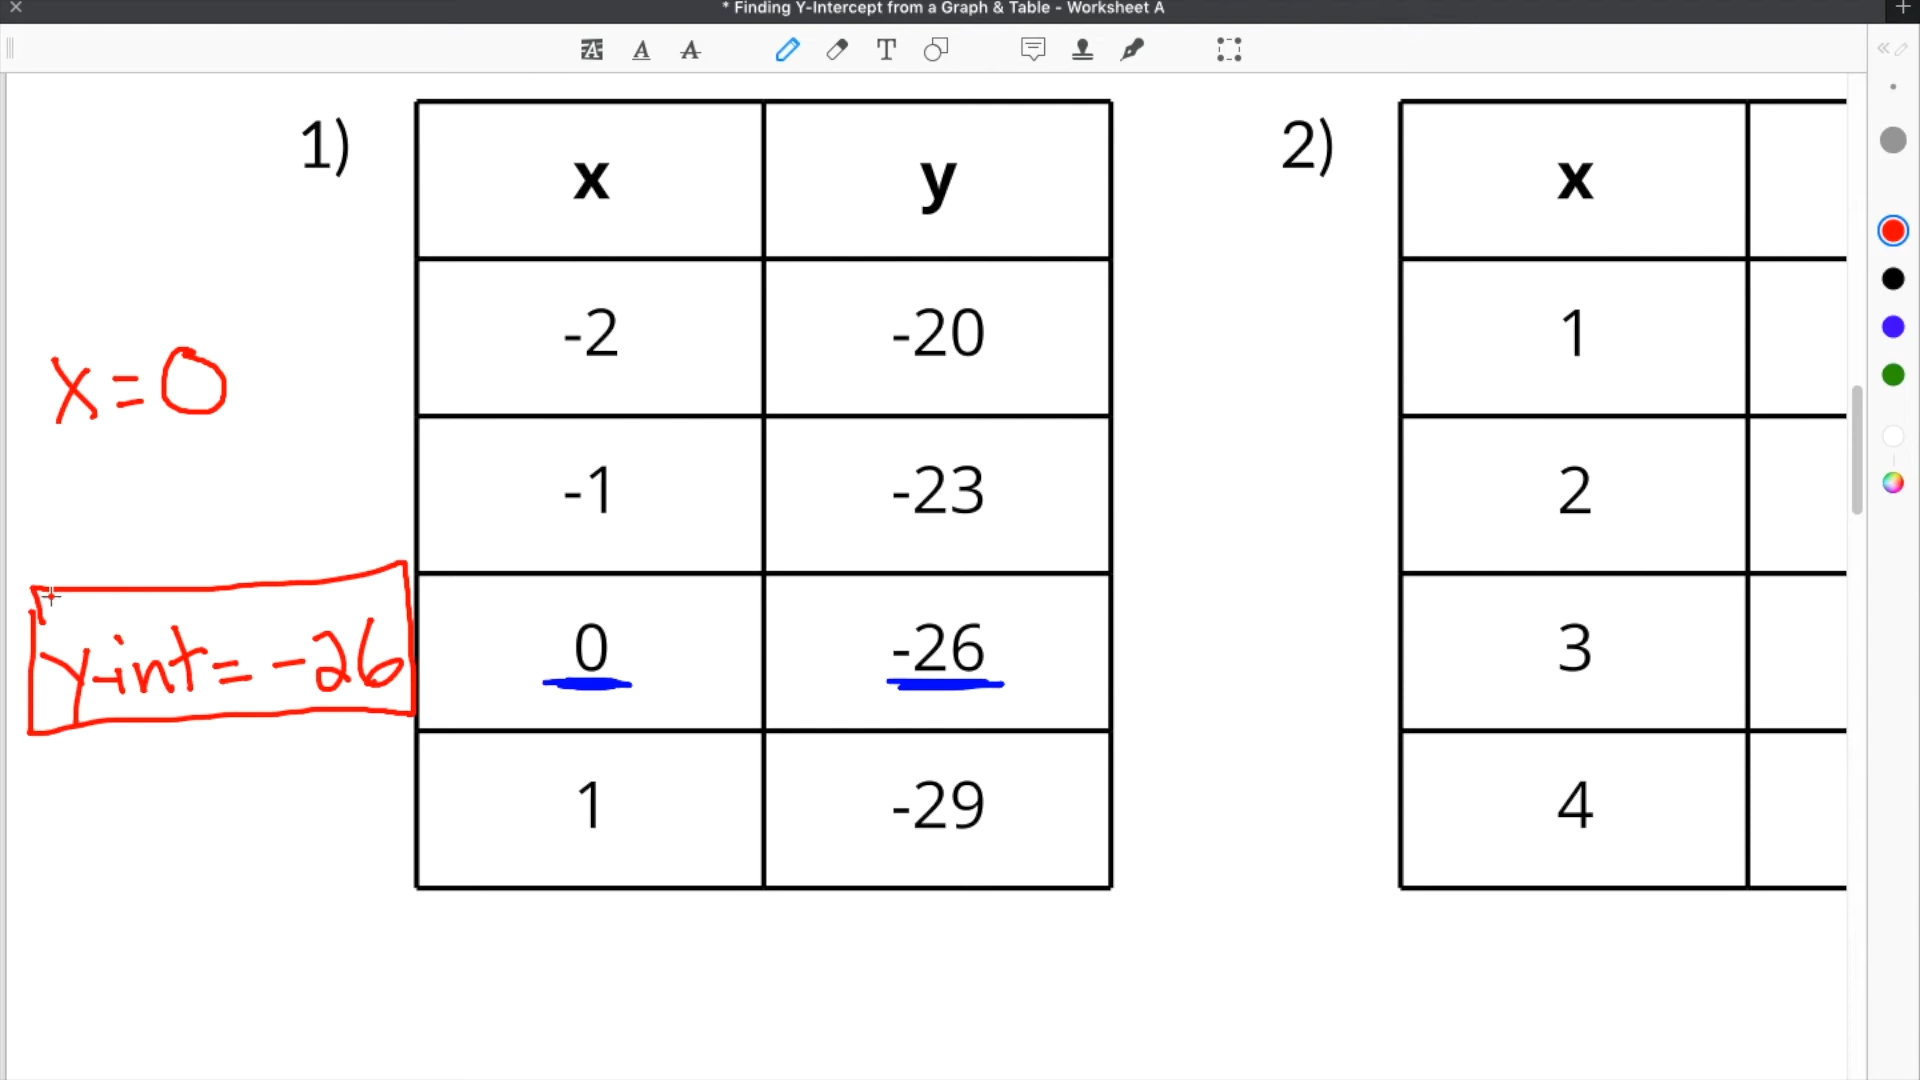 * Finding Y-Intercept from a Graph & Table - Worksheet A
T
1)
x y
-2 -20
-1 -23
0 -26
1 -29
x=0
y-int= -26
2)
x
1
2
3
4